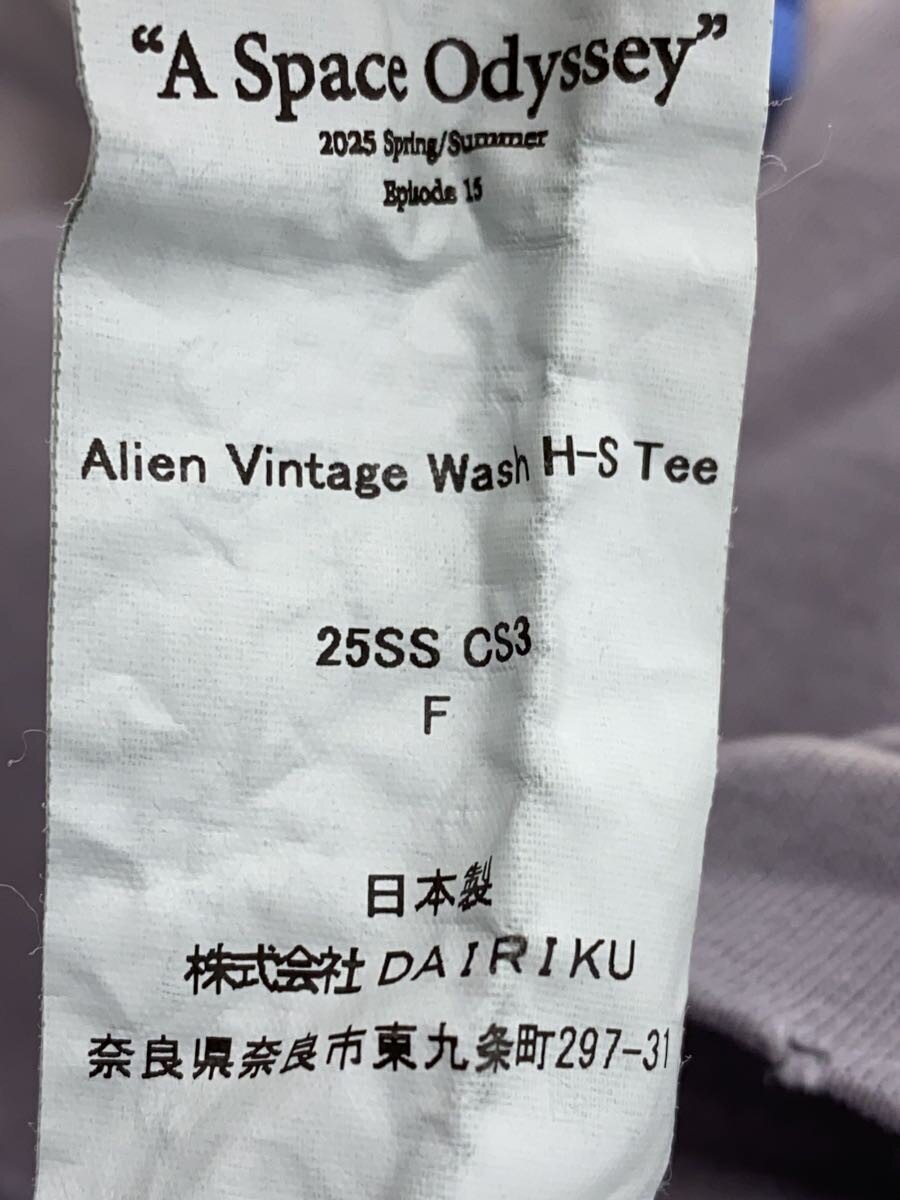 “A Space Odyssey”
2025 Spring/Summer
Episode 15
Alien Vintage Wash H-S Tee
25SS CS3
F
日本製
株式会社 DAIRIKU
奈良県奈良市東九条町297-31